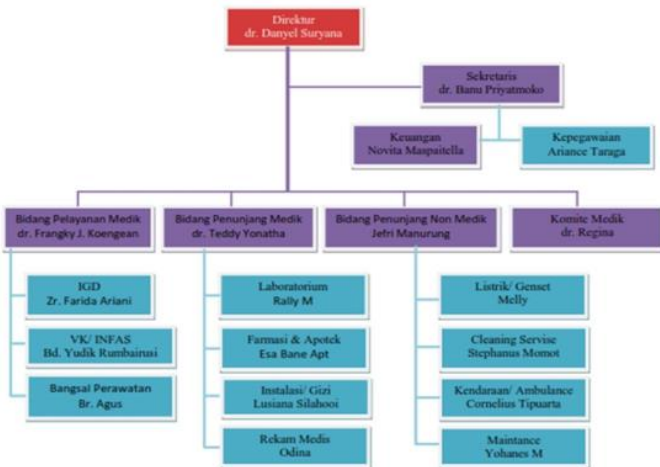 Direktur
dr. Danyel Suryana
Sekretaris
dr. Banu Priyatmoko
Keuangan
Novita Maspaitella
Kepegawaian
Ariance Taraga
Bidang Pelayanan Medik
dr. Frangky J. Koengean
Bidang Penunjang Medik
dr. Teddy Yonatha
Bidang Penunjang Non Medik
Jefri Manurung
Komite Medik
dr. Regina
IGD
Zr. Farida Ariani
VK/ INFAS
Bd. Yudik Rumbairusi
Bangsal Perawatan
Br. Agus
Laboratorium
Rally M
Farmasi & Apotek
Esa Bane Apt
Instalasi/ Gizi
Lusiana Silahooi
Rekam Medis
Odina
Listrik/ Genset
Melly
Cleaning Servise
Stephanus Momot
Kendaraan/ Ambulance
Cornelius Tipuarta
Maintance
Yohanes M